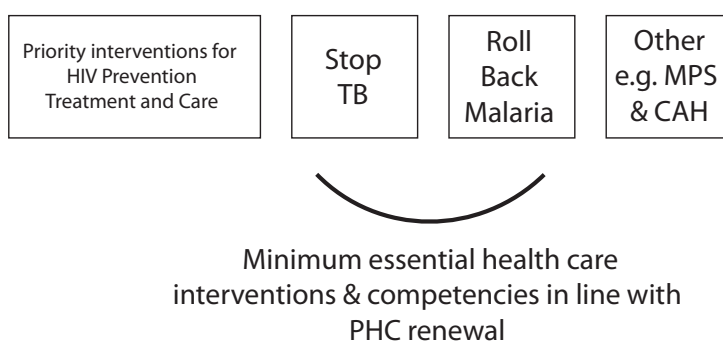 Priority interventions for
HIV Prevention
Treatment and Care
Stop
TB
Roll
Back
Malaria
Other
e.g. MPS
& CAH
Minimum essential health care
interventions & competencies in line with
PHC renewal